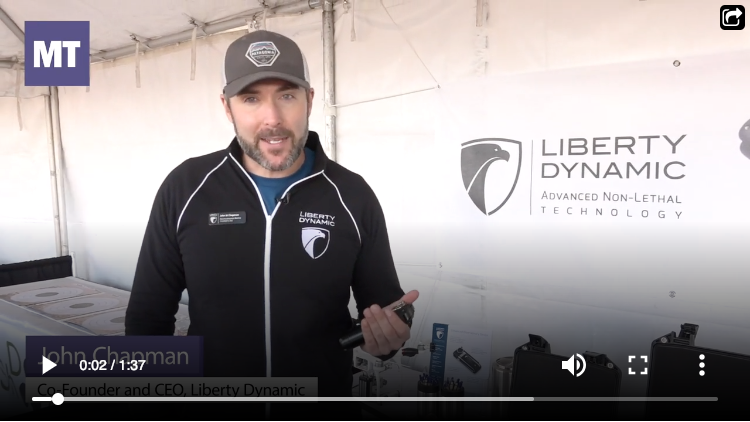 MT
LIBERTY
DYNAMIC
ADVANCED NON-LETHAL
TECHNOLOGY
LIBERTY
DYNAMIC
John Chapman
0:02 / 1:37
Co-Founder and CEO, Liberty Dynamic